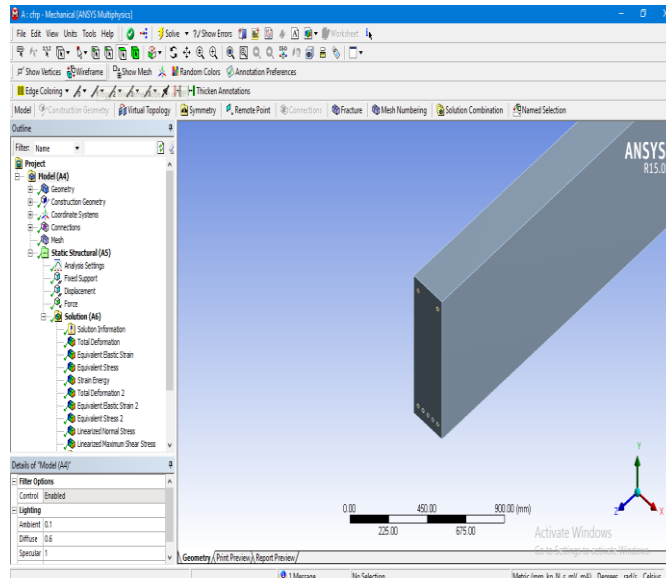 A : cfrp - Mechanical [ANSYS Multiphysics]
File Edit View Units Tools Help Solve ?/ Show Errors Worksheet
Show Vertices Wireframe Show Mesh Random Colors Annotation Preferences
Edge Coloring Thicken Annotations
Model Construction Geometry Virtual Topology Symmetry Remote Point Connections Fracture Mesh Numbering Solution Combination Named Selection
Outline
Filter: Name
Project
Model (A4)
Geometry
Construction Geometry
Coordinate Systems
Connections
Mesh
Static Structural (A5)
Analysis Settings
Fixed Support
Displacement
Force
Solution (A6)
Solution Information
Total Deformation
Equivalent Elastic Strain
Equivalent Stress
Strain Energy
Total Deformation 2
Equivalent Elastic Strain 2
Equivalent Stress 2
Linearized Normal Stress
Linearized Maximum Shear Stress
Details of "Model (A4)"
Filter Options
Control Enabled
Lighting
Ambient 0.1
Diffuse 0.6
Specular 1
ANSYS
R15.0
0.00 450.00 900.00 (mm)
225.00 675.00
Y
Z X
Activate Windows
Go to Settings to activate Windows.
Geometry Print Preview Report Preview
1 Message No Selection Metric (mm, kg, N, s, mV, mA) Degrees rad/s Celsius